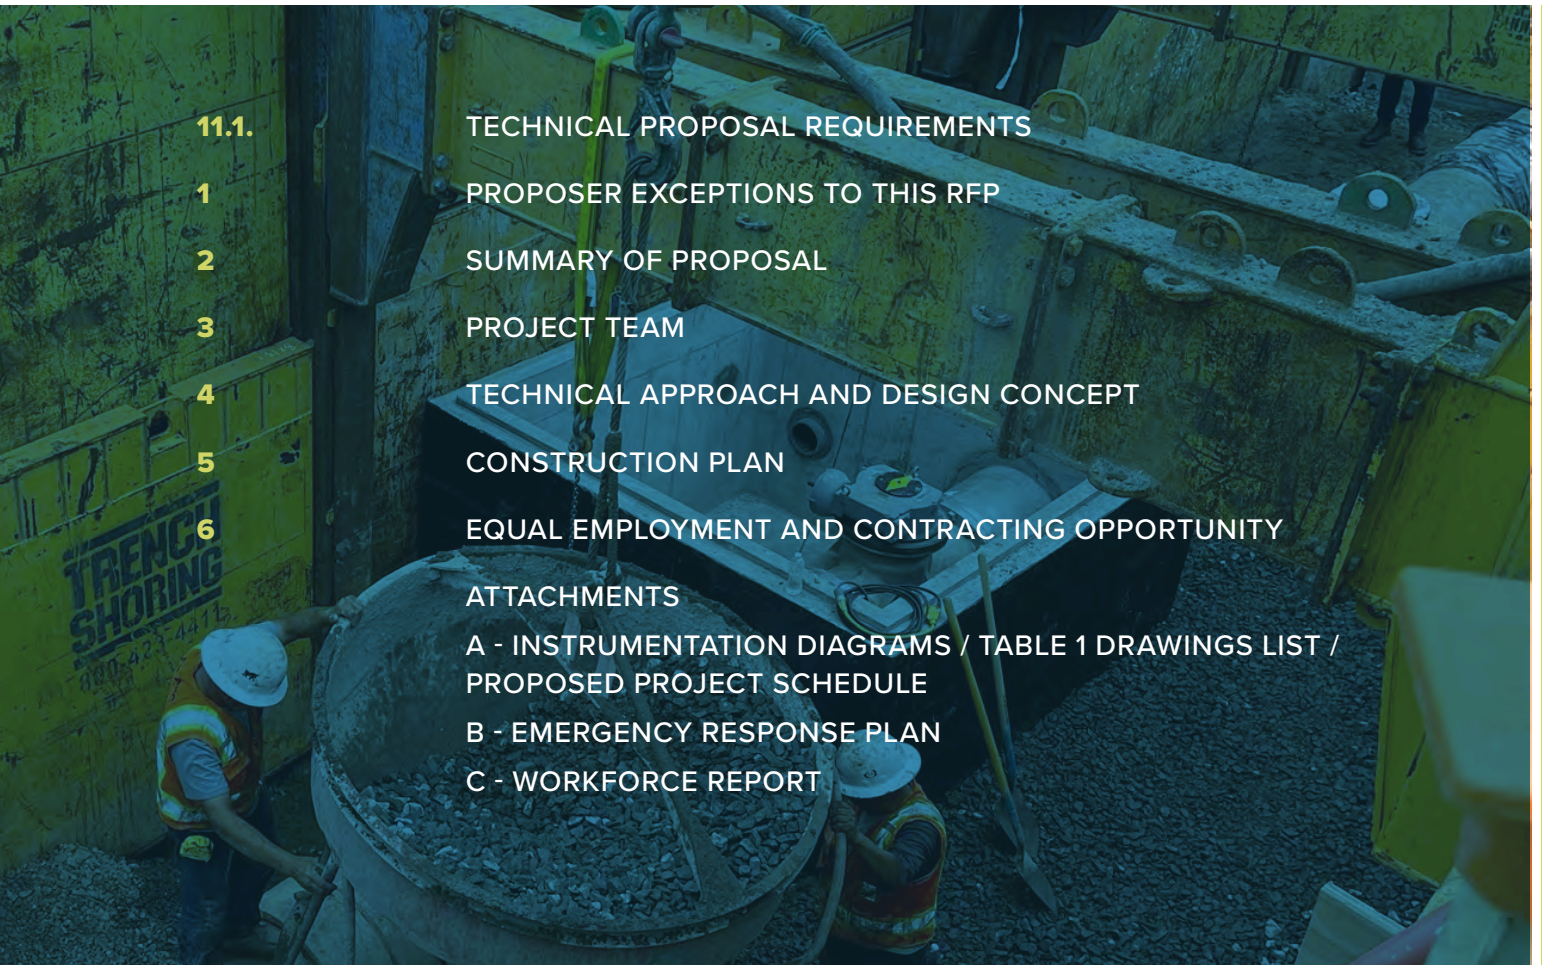 11.1. TECHNICAL PROPOSAL REQUIREMENTS
1 PROPOSER EXCEPTIONS TO THIS RFP
2 SUMMARY OF PROPOSAL
3 PROJECT TEAM
4 TECHNICAL APPROACH AND DESIGN CONCEPT
5 CONSTRUCTION PLAN
6 EQUAL EMPLOYMENT AND CONTRACTING OPPORTUNITY
ATTACHMENTS
A - INSTRUMENTATION DIAGRAMS / TABLE 1 DRAWINGS LIST /
PROPOSED PROJECT SCHEDULE
B - EMERGENCY RESPONSE PLAN
C - WORKFORCE REPORT
TRENCH
SHORING